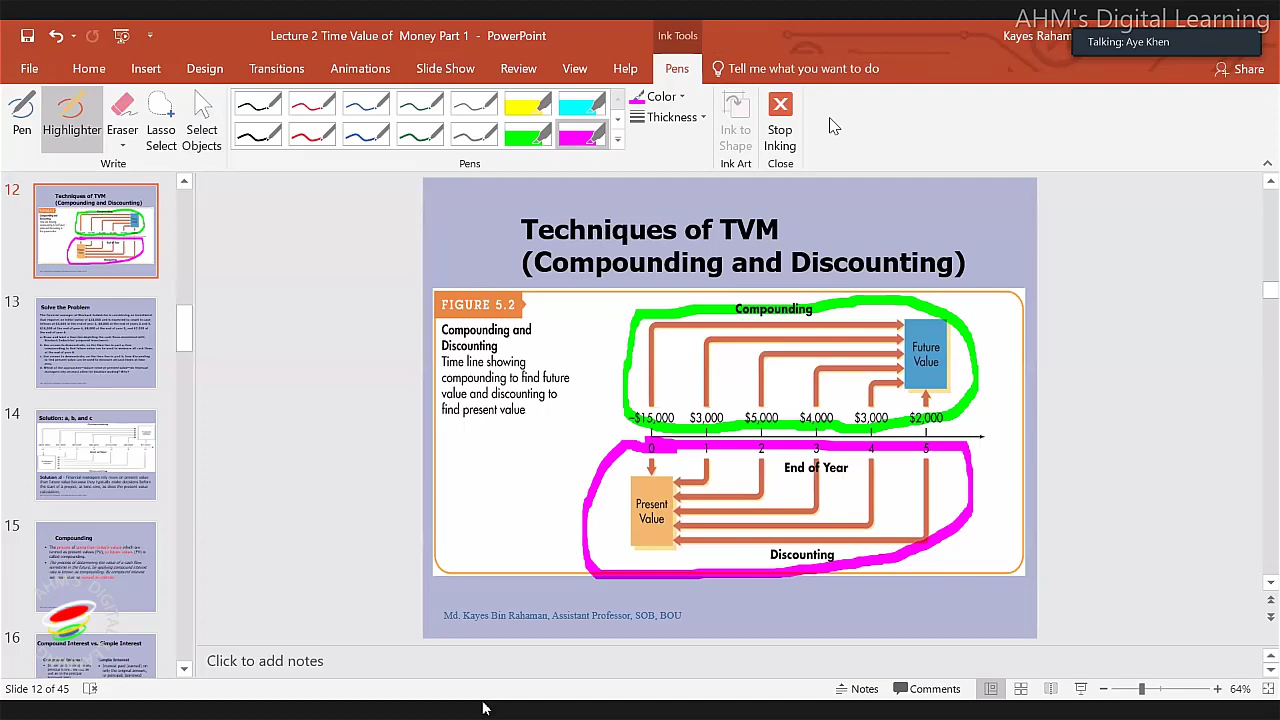 AHM's Digital Learning
Lecture 2 Time Value of Money Part 1 - PowerPoint
Ink Tools
Kayes Raham
Talking: Aye Khen
File Home Insert Design Transitions Animations Slide Show Review View Help Pens Tell me what you want to do Share
Pen Highlighter Eraser Lasso Select Select Objects
Color
Thickness
Ink to Shape
Stop Inking
Write Pens Ink Art Close
12
Techniques of TVM
(Compounding and Discounting)
13
Solve the Problem
14
Solution: a, b, and c
15
Compounding
16
Compound Interest vs. Simple Interest
Techniques of TVM
(Compounding and Discounting)
FIGURE 5.2
Compounding and
Discounting
Time line showing
compounding to find future
value and discounting to
find present value
Compounding
Future
Value
–$15,000 $3,000 $5,000 $4,000 $3,000 $2,000
0 1 2 3 4 5
End of Year
Present
Value
Discounting
Md. Kayes Bin Rahaman, Assistant Professor, SOB, BOU
Click to add notes
Slide 12 of 45
Notes Comments 64%